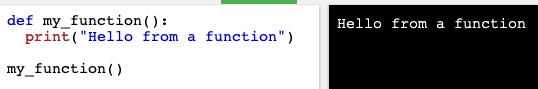 def my_function():
  print("Hello from a function")

my_function()
Hello from a function